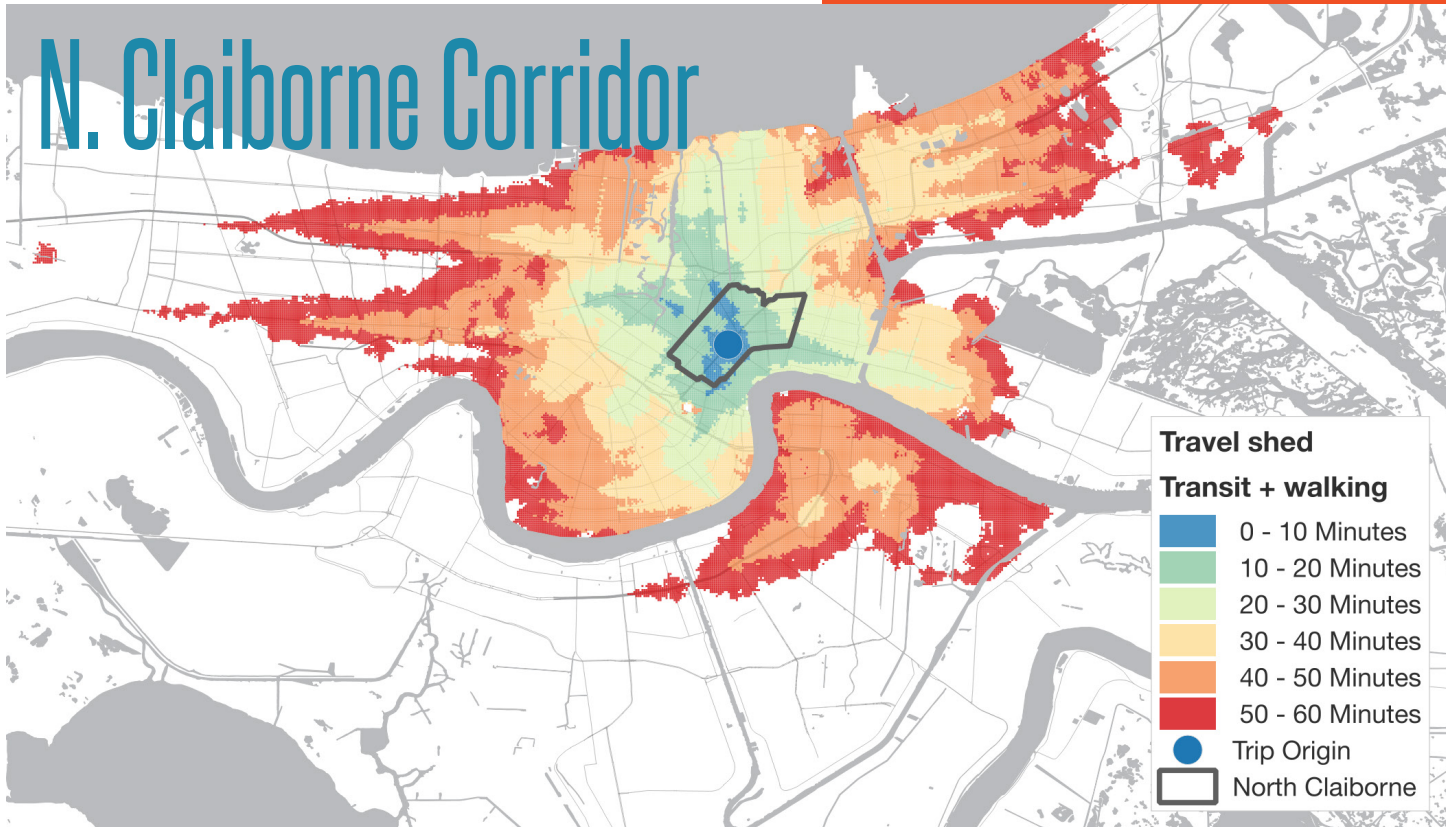 N. Claiborne Corridor
Travel shed
Transit + walking
0 - 10 Minutes
10 - 20 Minutes
20 - 30 Minutes
30 - 40 Minutes
40 - 50 Minutes
50 - 60 Minutes
Trip Origin
North Claiborne